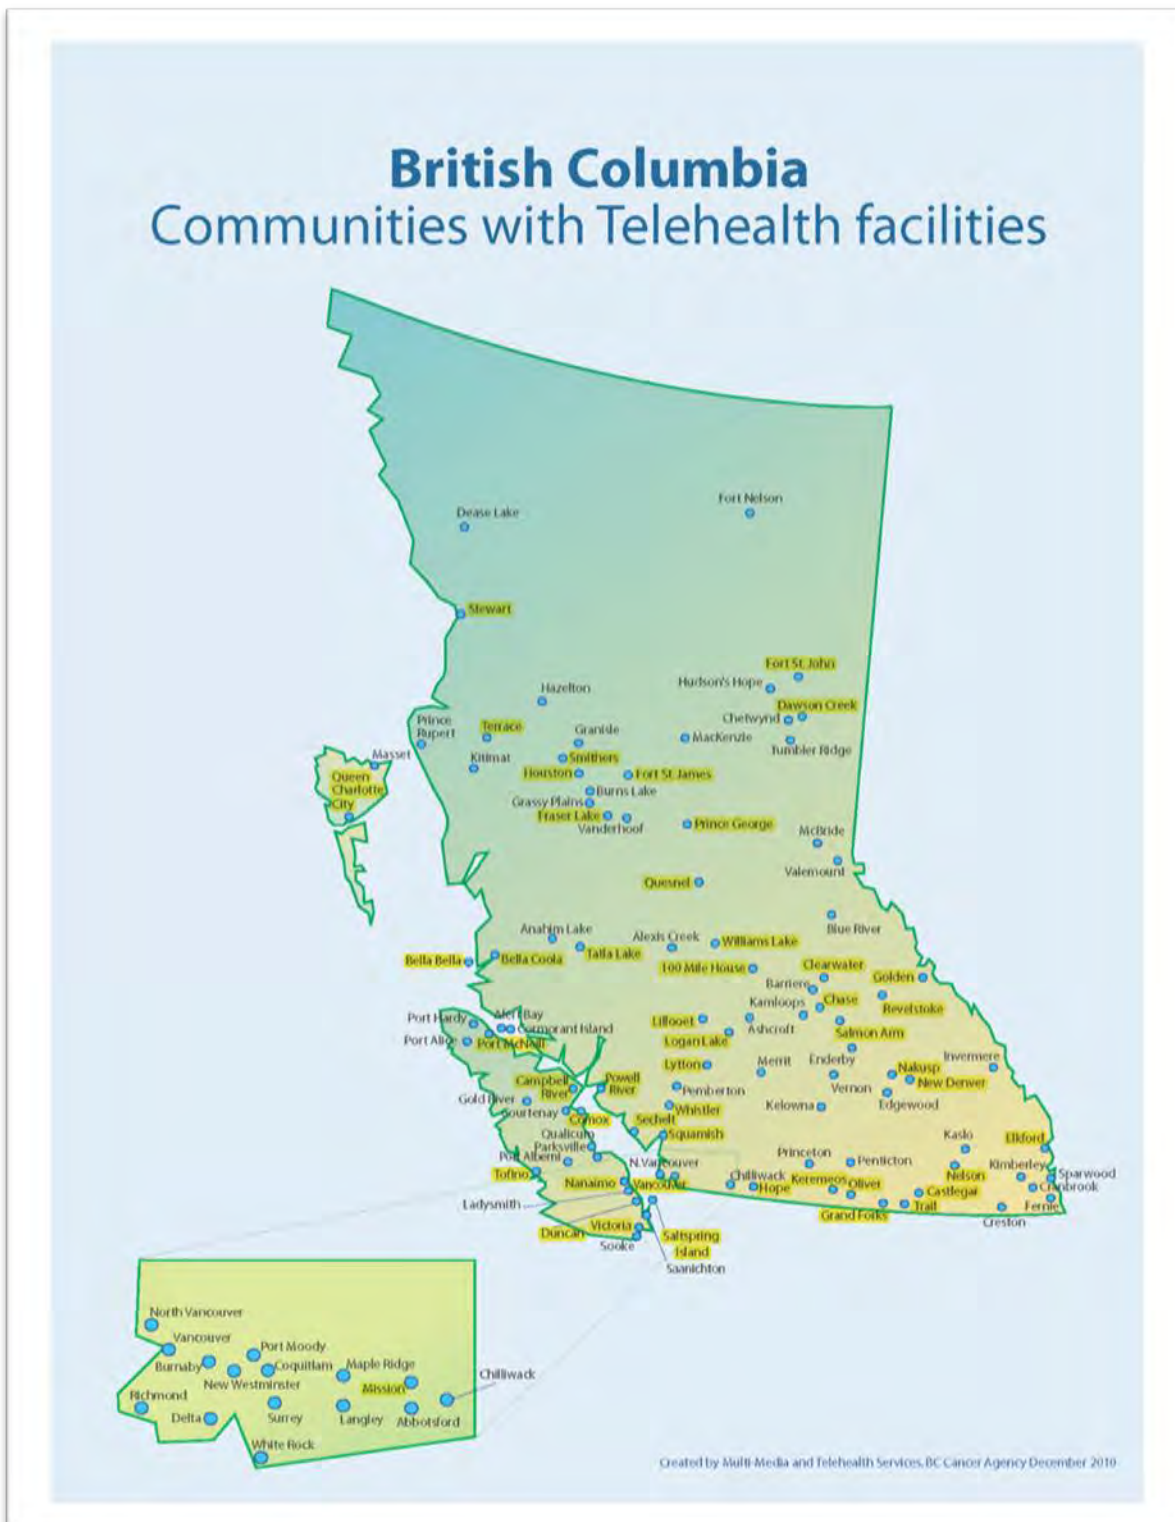 British Columbia
Communities with Telehealth facilities
Dease Lake
Fort Nelson
Stewart
Fort St. John
Hudson's Hope
Hazelton
Dawson Creek
Chetwynd
Prince
Rupert
Terrace
Granisle
MacKenzie
Tumbler Ridge
Masset
Kitimat
Smithers
Houston
Fort St. James
Queen
Charlotte
City
Burns Lake
Grassy Plains
Fraser Lake
Vanderhoof
Prince George
McBride
Valemount
Quesnel
Blue River
Anahim Lake
Alexis Creek
Williams Lake
Bella Bella
Bella Coola
Tatla Lake
100 Mile House
Clearwater
Golden
Barriere
Kamloops
Chase
Revelstoke
Port Hardy
Alert Bay
Cormorant Island
Lillooet
Ashcroft
Salmon Arm
Port Alice
Port McNeill
Logan Lake
Lytton
Merrit
Enderby
Invermere
Nakusp
New Denver
Campbell
River
Powell
River
Pemberton
Vernon
Edgewood
Gold River
Courtenay
Comox
Whistler
Kelowna
Sechelt
Squamish
Qualicum
Parksville
Port Alberni
N.Vancouver
Princeton
Penticton
Kaslo
Elkford
Kimberley
Sparwood
Tofino
Nanaimo
Vancouver
Chilliwack
Hope
Keremeos
Oliver
Nelson
Castlegar
Cranbrook
Ladysmith
Grand Forks
Trail
Fernie
Creston
Duncan
Victoria
Sooke
Saltspring
Island
Saanichton
North Vancouver
Vancouver
Port Moody
Burnaby
Coquitlam
Maple Ridge
New Westminster
Mission
Chilliwack
Richmond
Delta
Surrey
Langley
Abbotsford
White Rock
Created by Multi-Media and Telehealth Services, BC Cancer Agency December 2010